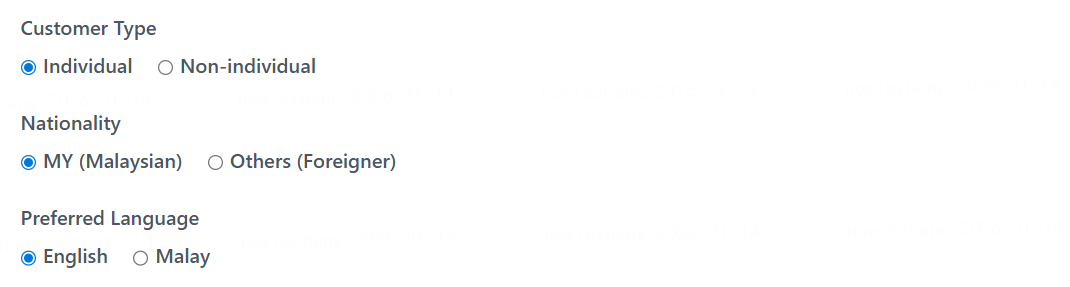 Customer Type
Individual Non-individual
Nationality
MY (Malaysian) Others (Foreigner)
Preferred Language
English Malay